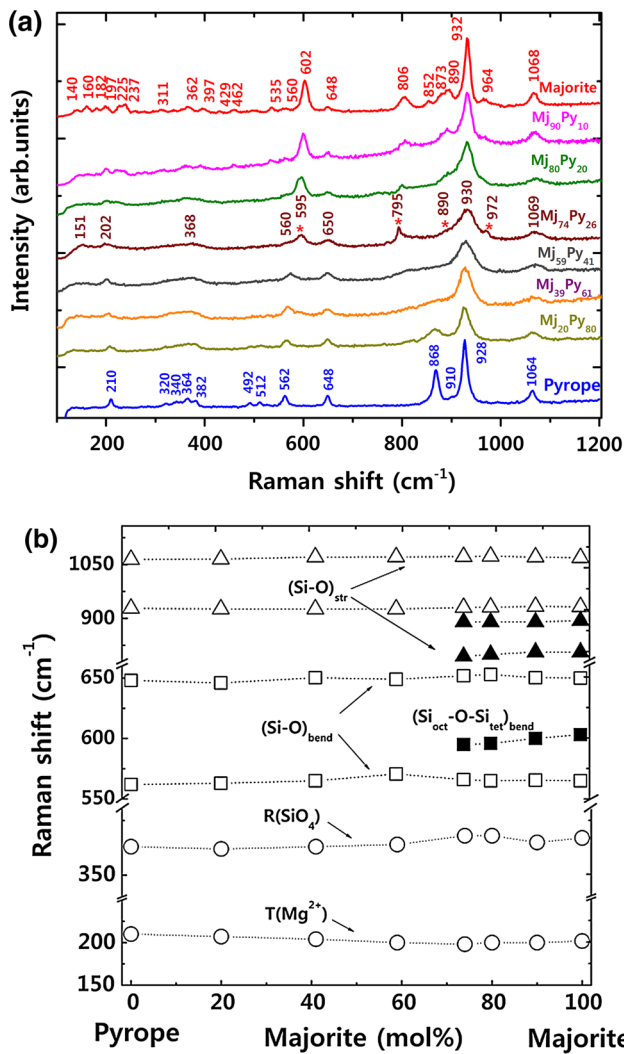 (a)
Intensity (arb.units)
140 160 182 197 225 237 311 362 397 429 462 535 560 602 648 806 852 873 890 932 964 1068
Majorite
Mj90Py10
Mj80Py20
151 202 368 560 * 595 650 * 795 * 890 930 * 972 1069
Mj74Py26
Mj59Py41
Mj39Py61
Mj20Py80
210 320 340 364 382 492 512 562 648 868 910 928 1064
Pyrope
200 400 600 800 1000 1200
Raman shift (cm-1)
(b)
Raman shift (cm-1)
1050
900
650
600
550
350
200
150
(Si-O)str
(Si-O)bend
(Sioct-O-Sitet)bend
R(SiO4)
T(Mg2+)
0 20 40 60 80 100
Pyrope Majorite (mol%) Majorite